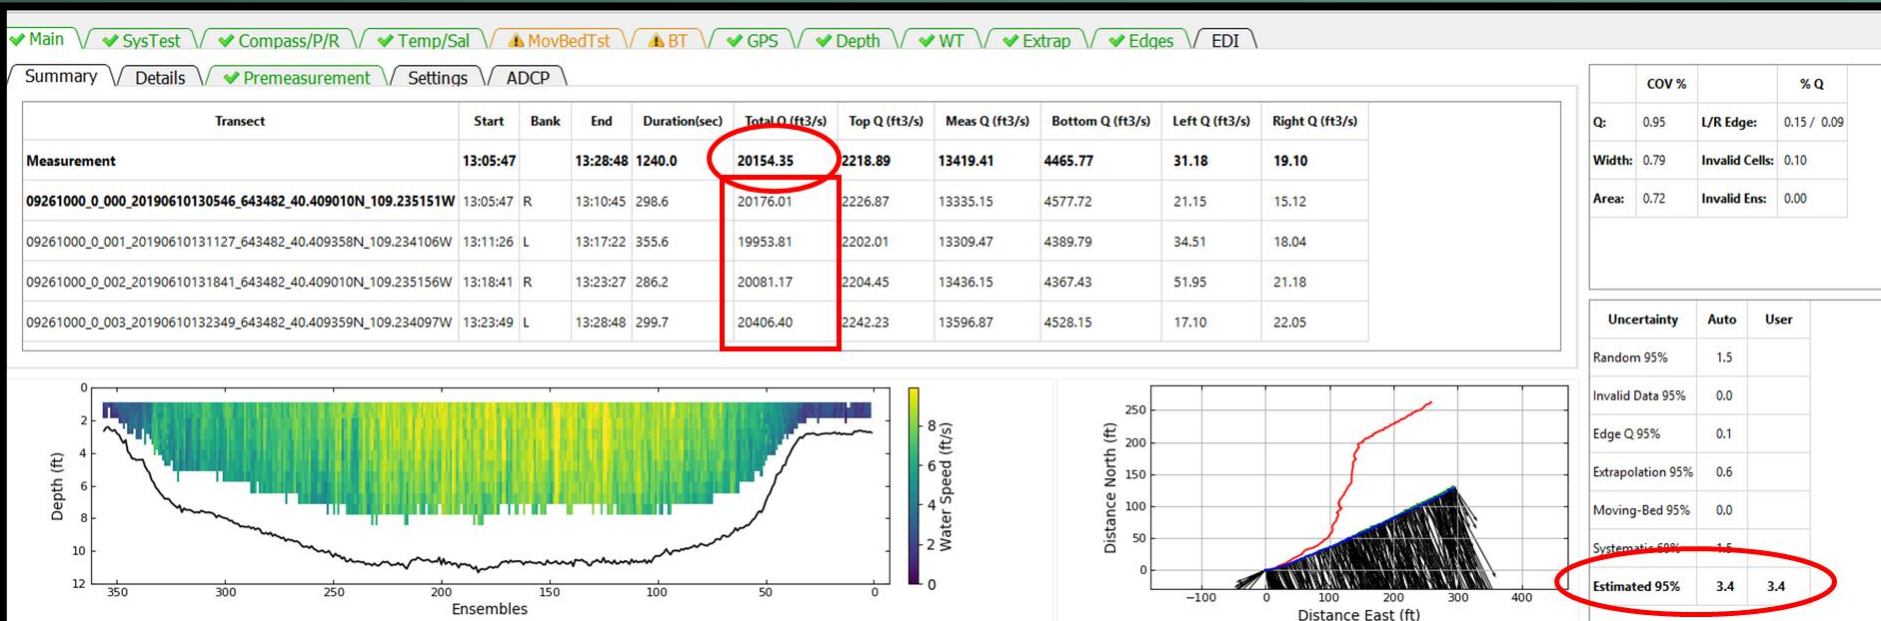 Main SysTest Compass/P/R Temp/Sal MovBedTst BT GPS Depth WT Extrap Edges EDI
Summary Details Premeasurement Settings ADCP
Transect Start Bank End Duration(sec) Total Q (ft3/s) Top Q (ft3/s) Meas Q (ft3/s) Bottom Q (ft3/s) Left Q (ft3/s) Right Q (ft3/s)
Measurement 13:05:47 13:28:48 1240.0 20154.35 2218.89 13419.41 4465.77 31.18 19.10
09261000_0_000_20190610130546_643482_40.409010N_109.235151W 13:05:47 R 13:10:45 298.6 20176.01 2226.87 13335.15 4577.72 21.15 15.12
09261000_0_001_20190610131127_643482_40.409358N_109.234106W 13:11:26 L 13:17:22 355.6 19953.81 2202.01 13309.47 4389.79 34.51 18.04
09261000_0_002_20190610131841_643482_40.409010N_109.235156W 13:18:41 R 13:23:27 286.2 20081.17 2204.45 13436.15 4367.43 51.95 21.18
09261000_0_003_20190610132349_643482_40.409359N_109.234097W 13:23:49 L 13:28:48 299.7 20406.40 2242.23 13596.87 4528.15 17.10 22.05
COV % % Q
Q: 0.95 L/R Edge: 0.15 / 0.09
Width: 0.79 Invalid Cells: 0.10
Area: 0.72 Invalid Ens: 0.00
Uncertainty Auto User
Random 95% 1.5
Invalid Data 95% 0.0
Edge Q 95% 0.1
Extrapolation 95% 0.6
Moving-Bed 95% 0.0
Systematic 68% 1.5
Estimated 95% 3.4 3.4
Depth (ft)
0
2
4
6
8
10
12
350 300 250 200 150 100 50 0
Ensembles
8
6
4
2
0
Water Speed (ft/s)
Distance North (ft)
250
200
150
100
50
0
−100 0 100 200 300 400
Distance East (ft)